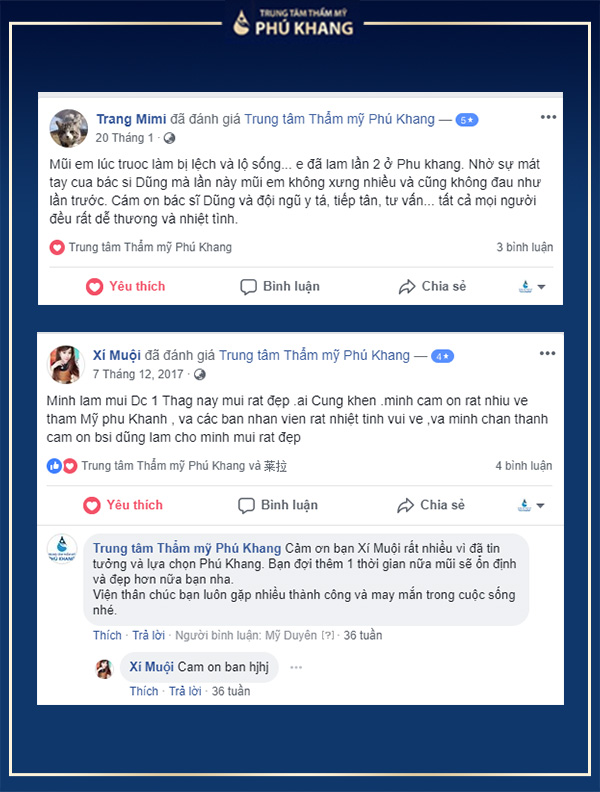 TRUNG TÂM THẨM MỸ
PHÚ KHANG
Trang Mimi đã đánh giá Trung tâm Thẩm mỹ Phú Khang — 5★
20 Tháng 1 ·
Mũi em lúc truoc làm bị lệch và lộ sống... e đã lam lần 2 ở Phu khang. Nhờ sự mát
tay cua bác si Dũng mà lần này mũi em không xưng nhiều và cũng không đau như
lần trước. Cám ơn bác sĩ Dũng và đội ngũ y tá, tiếp tân, tư vấn... tất cả mọi người
đều rất dễ thương và nhiệt tình.
Trung tâm Thẩm mỹ Phú Khang 3 bình luận
Yêu thích Bình luận Chia sẻ
Xí Muội đã đánh giá Trung tâm Thẩm mỹ Phú Khang — 4★
7 Tháng 12, 2017 ·
Minh lam mui Dc 1 Thag nay mui rat đẹp .ai Cung khen .minh cam on rat nhiu ve
tham Mỹ phu Khanh , va các ban nhan vien rat nhiệt tinh vui ve ,va minh chan thanh
cam on bsi dũng lam cho minh mui rat đẹp
Trung tâm Thẩm mỹ Phú Khang và 莱拉 4 bình luận
Yêu thích Bình luận Chia sẻ
TRUNG TÂM THẨM MỸ
PHÚ KHANG
Trung tâm Thẩm mỹ Phú Khang Cảm ơn bạn Xí Muội rất nhiều vì đã tin
tưởng và lựa chọn Phú Khang. Bạn đợi thêm 1 thời gian nữa mũi sẽ ổn định
và đẹp hơn nữa bạn nha.
Viện thân chúc bạn luôn gặp nhiều thành công và may mắn trong cuộc sống
nhé.
Thích · Trả lời · Người bình luận: Mỹ Duyên [?] · 36 tuần
Xí Muội Cam on ban hjhj
Thích · Trả lời · 36 tuần